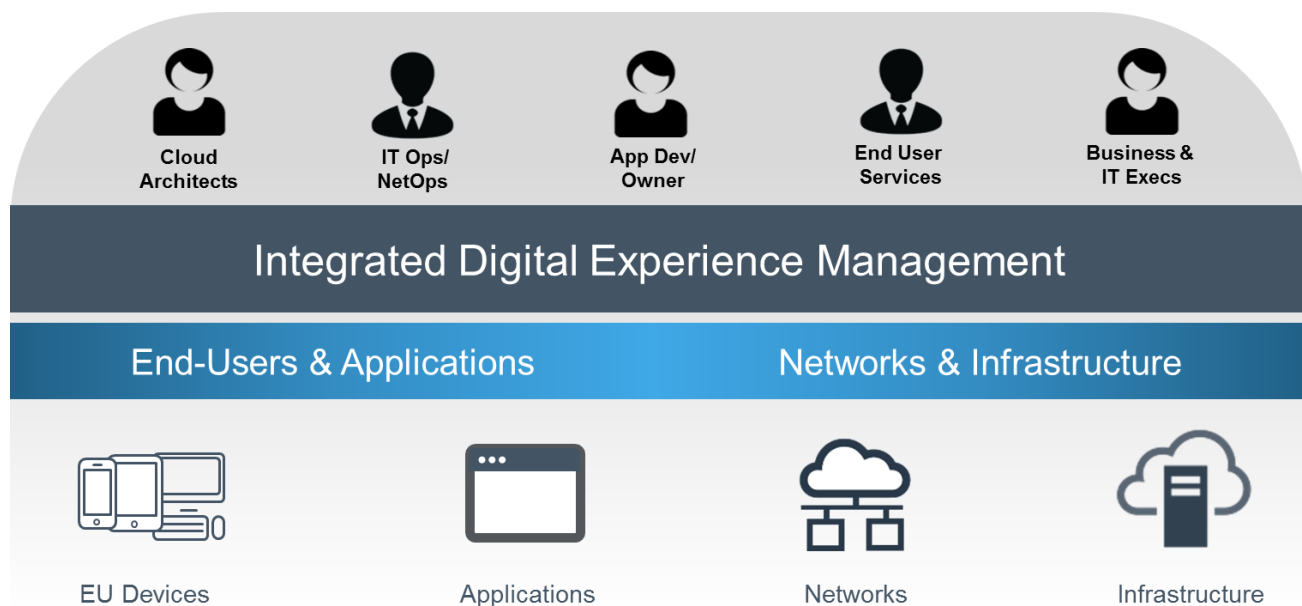 Cloud
Architects
IT Ops/
NetOps
App Dev/
Owner
End User
Services
Business &
IT Execs
Integrated Digital Experience Management
End-Users & Applications
Networks & Infrastructure
EU Devices
Applications
Networks
Infrastructure